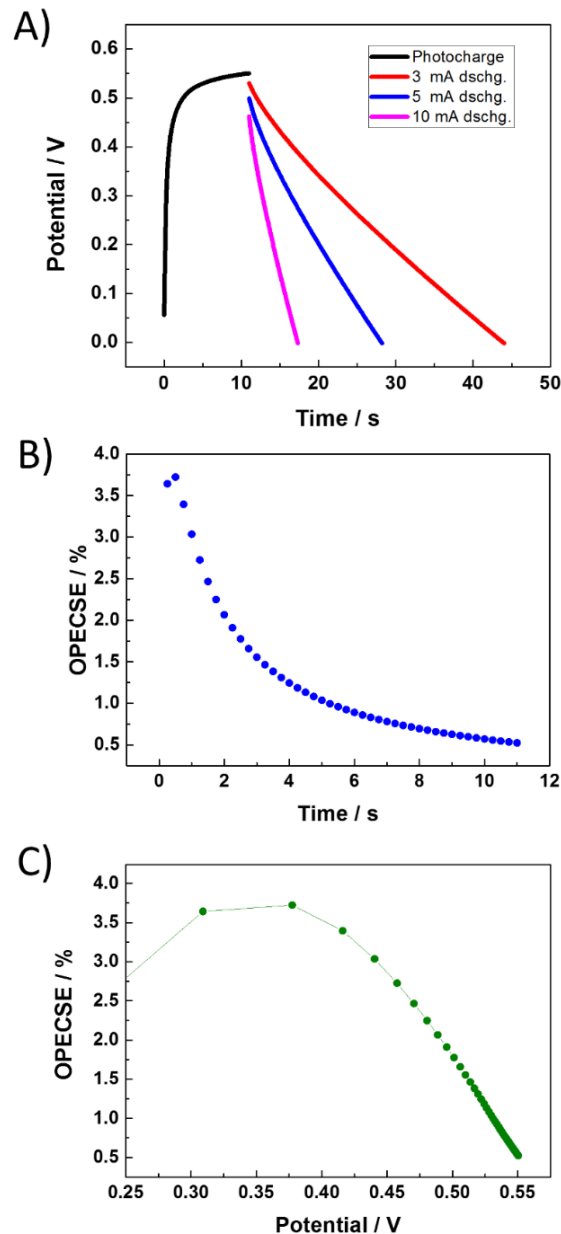 A)
Potential / V
0.6
0.5
0.4
0.3
0.2
0.1
0.0
Photocharge
3 mA dschg.
5 mA dschg.
10 mA dschg.
0 10 20 30 40 50
Time / s
B)
OPECSE / %
4.0
3.5
3.0
2.5
2.0
1.5
1.0
0.5
0 2 4 6 8 10 12
Time / s
C)
OPECSE / %
4.0
3.5
3.0
2.5
2.0
1.5
1.0
0.5
0.25 0.30 0.35 0.40 0.45 0.50 0.55
Potential / V